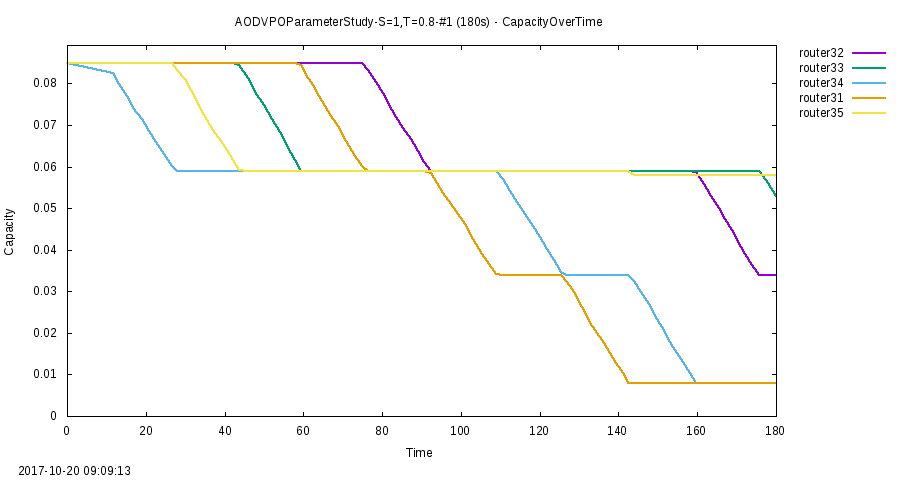 AODVPOParameterStudy-S=1,T=0.8-#1 (180s) - CapacityOverTime
router32
router33
router34
router31
router35
0.08
0.07
0.06
0.05
0.04
0.03
0.02
0.01
0
Capacity
0 20 40 60 80 100 120 140 160 180
Time
2017-10-20 09:09:13